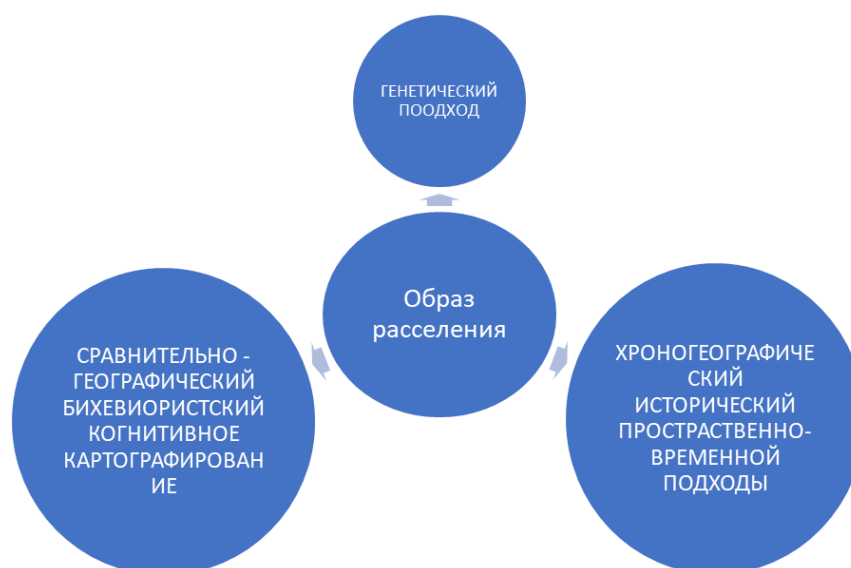 ГЕНЕТИЧЕСКИЙ
ПООДХОД
Образ
расселения
СРАВНИТЕЛЬНО -
ГЕОГРАФИЧЕСКИЙ
БИХЕВИОРИСТСКИЙ
КОГНИТИВНОЕ
КАРТОГРАФИРОВАН
ИЕ
ХРОНОГЕОГРАФИЧЕ
СКИЙ
ИСТОРИЧЕСКИЙ
ПРОСТРАСТВЕННО-
ВРЕМЕННОЙ
ПОДХОДЫ